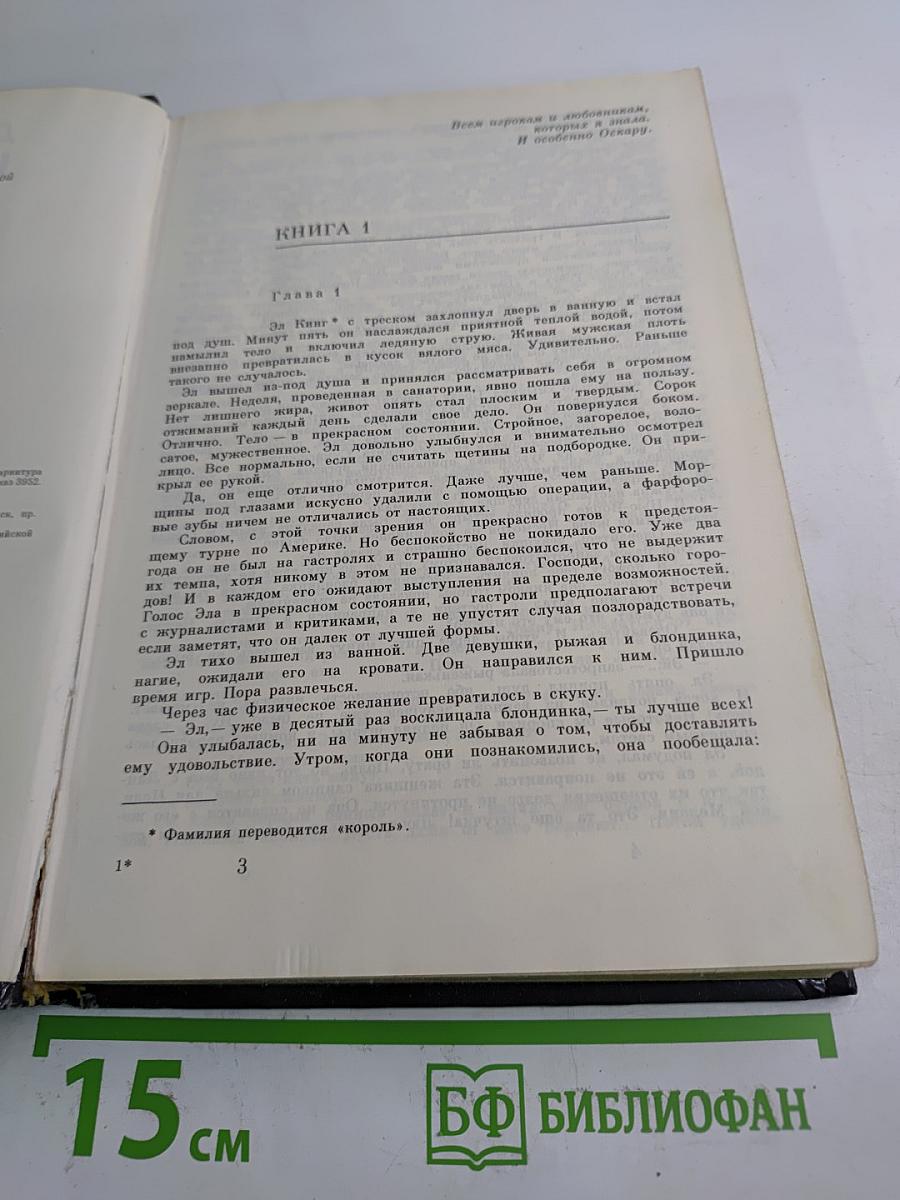 ой
арнитура
каз 3952.
ск, пр.
ийской
Всем игрокам и любовникам,
которых я знала.
И особенно Оскару.
КНИГА 1
Глава 1
Эл Кинг* с треском захлопнул дверь в ванную и встал
под душ. Минут пять он наслаждался приятной теплой водой, потом
намылил тело и включил ледяную струю. Живая мужская плоть
внезапно превратилась в кусок вялого мяса. Удивительно. Раньше
такого не случалось.
Эл вышел из-под душа и принялся рассматривать себя в огромном
зеркале. Неделя, проведенная в санатории, явно пошла ему на пользу.
Нет лишнего жира, живот опять стал плоским и твердым. Сорок
отжиманий каждый день сделали свое дело. Он повернулся боком.
Отлично. Тело — в прекрасном состоянии. Стройное, загорелое, воло-
сатое, мужественное. Эл довольно улыбнулся и внимательно осмотрел
лицо. Все нормально, если не считать щетины на подбородке. Он при-
крыл ее рукой.
Да, он еще отлично смотрится. Даже лучше, чем раньше. Мор-
щины под глазами искусно удалили с помощью операции, а фарфоро-
вые зубы ничем не отличались от настоящих.
Словом, с этой точки зрения он прекрасно готов к предстоя-
щему турне по Америке. Но беспокойство не покидало его. Уже два
года он не был на гастролях и страшно беспокоился, что не выдержит
их темпа, хотя никому в этом не признавался. Господи, сколько горо-
дов! И в каждом его ожидают выступления на пределе возможностей.
Голос Эла в прекрасном состоянии, но гастроли предполагают встречи
с журналистами и критиками, а те не упустят случая позлорадствовать,
если заметят, что он далек от лучшей формы.
Эл тихо вышел из ванной. Две девушки, рыжая и блондинка,
нагие, ожидали его на кровати. Он направился к ним. Пришло
время игр. Пора развлечься.
Через час физическое желание превратилось в скуку.
— Эл,— уже в десятый раз восклицала блондинка,— ты лучше всех!
Она улыбалась, ни на минуту не забывая о том, чтобы доставлять
ему удовольствие. Утром, когда они познакомились, она пообещала:
* Фамилия переводится «король».
1* 3
15 см
БФ БИБЛИОФАН